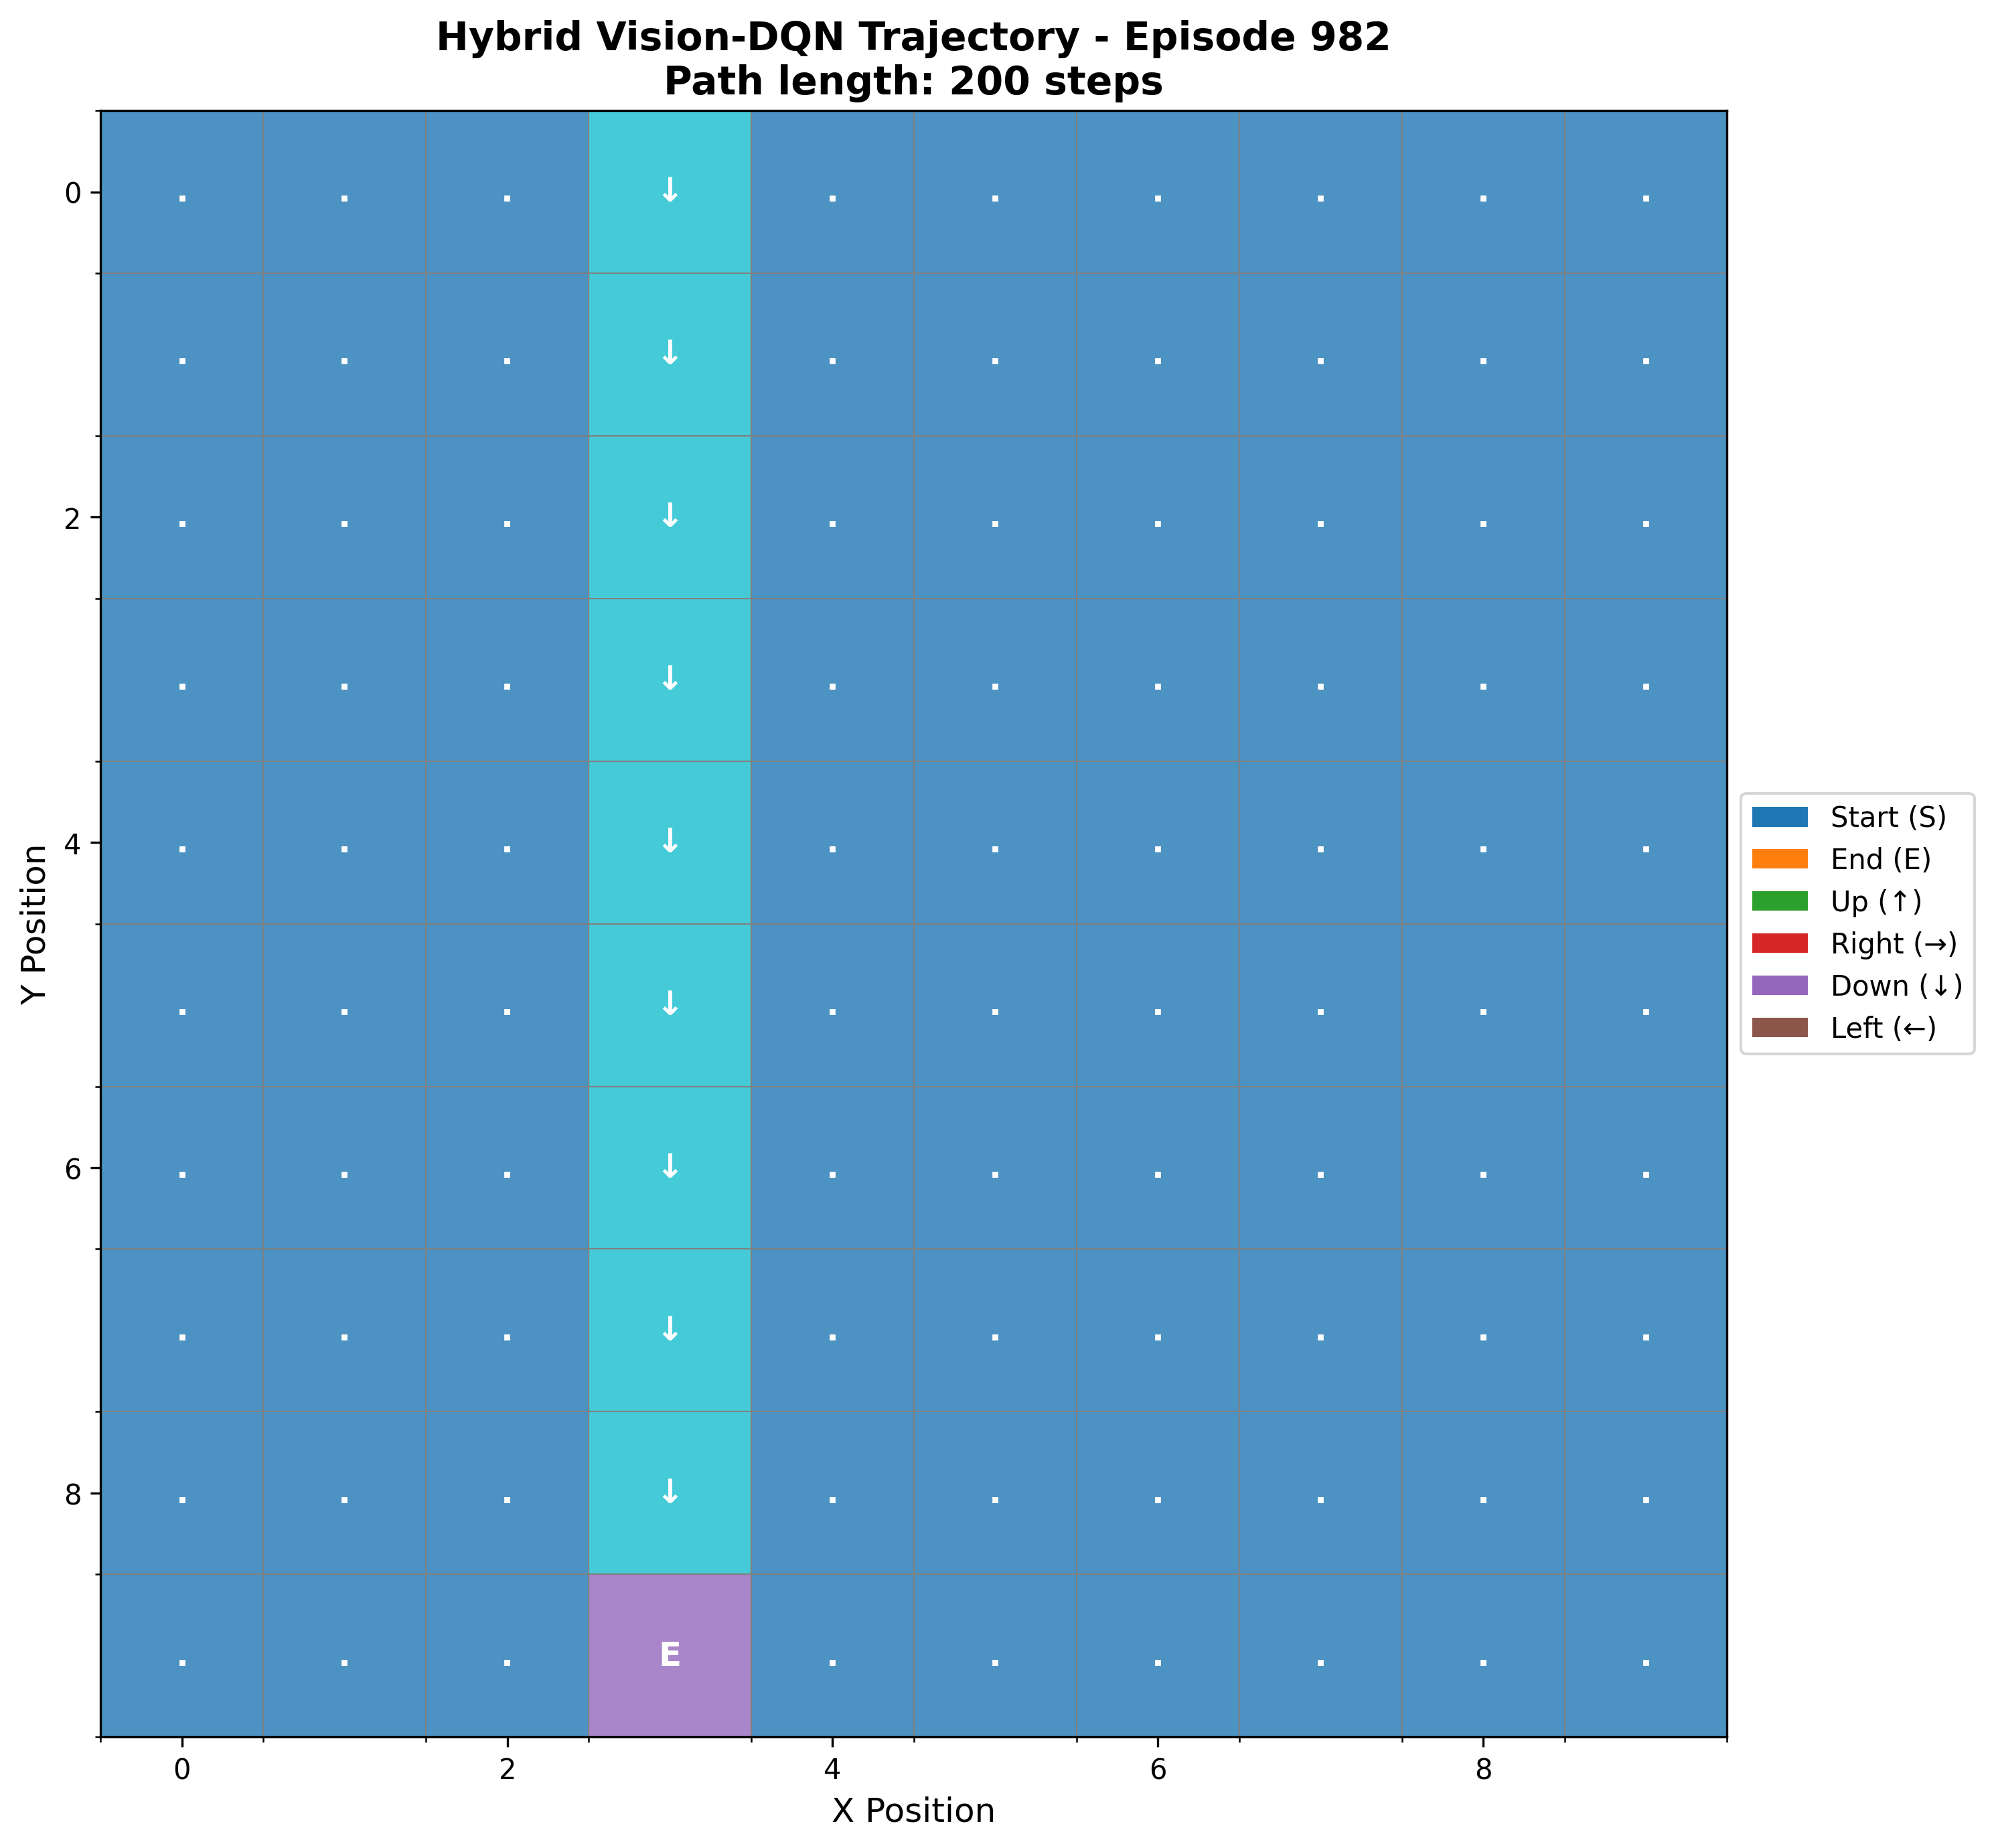 Hybrid Vision-DQN Trajectory - Episode 982
Path length: 200 steps
0
. . . ↓ . . . . . .
. . . ↓ . . . . . .
2
. . . ↓ . . . . . .
. . . ↓ . . . . . .
4
. . . ↓ . . . . . .
. . . ↓ . . . . . .
6
. . . ↓ . . . . . .
. . . ↓ . . . . . .
8
. . . ↓ . . . . . .
. . . E . . . . . .
0 2 4 6 8
X Position
Y Position
Start (S)
End (E)
Up (↑)
Right (→)
Down (↓)
Left (←)